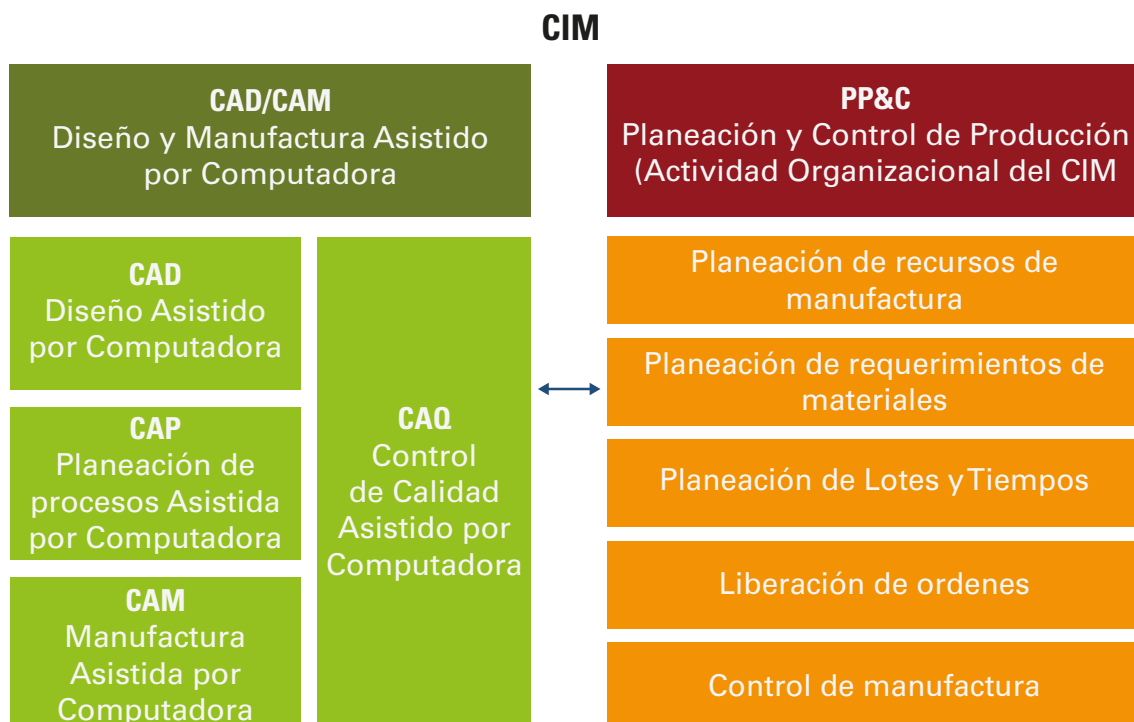 CIM
CAD/CAM
Diseño y Manufactura Asistido
por Computadora
CAD
Diseño Asistido
por Computadora
CAP
Planeación de
procesos Asistida
por Computadora
CAM
Manufactura
Asistida por
Computadora
CAQ
Control
de Calidad
Asistido por
Computadora
PP&C
Planeación y Control de Producción
(Actividad Organizacional del CIM
Planeación de recursos de
manufactura
Planeación de requerimientos de
materiales
Planeación de Lotes y Tiempos
Liberación de ordenes
Control de manufactura